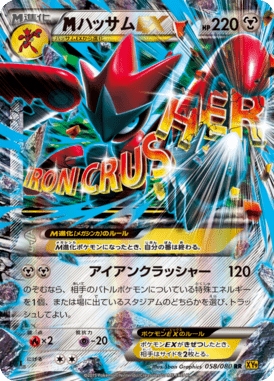 M進化
MハッサムEX
HP220
ハッサムEXから進化
IRON CRUSHER
M進化(メガシンカ)のルール
M進化ポケモンになったとき、自分の番は終わる。
アイアンクラッシャー 120
のぞむなら、相手のバトルポケモンについている特殊エネルギーを1個、または場に出ているスタジアムのどちらかを選び、トラッシュしてよい。
弱点
×2
抵抗力
-20
にげる
ポケモンEXのルール
ポケモンEXがきぜつしたとき、相手はサイドを2枚とる。
058/080 RR